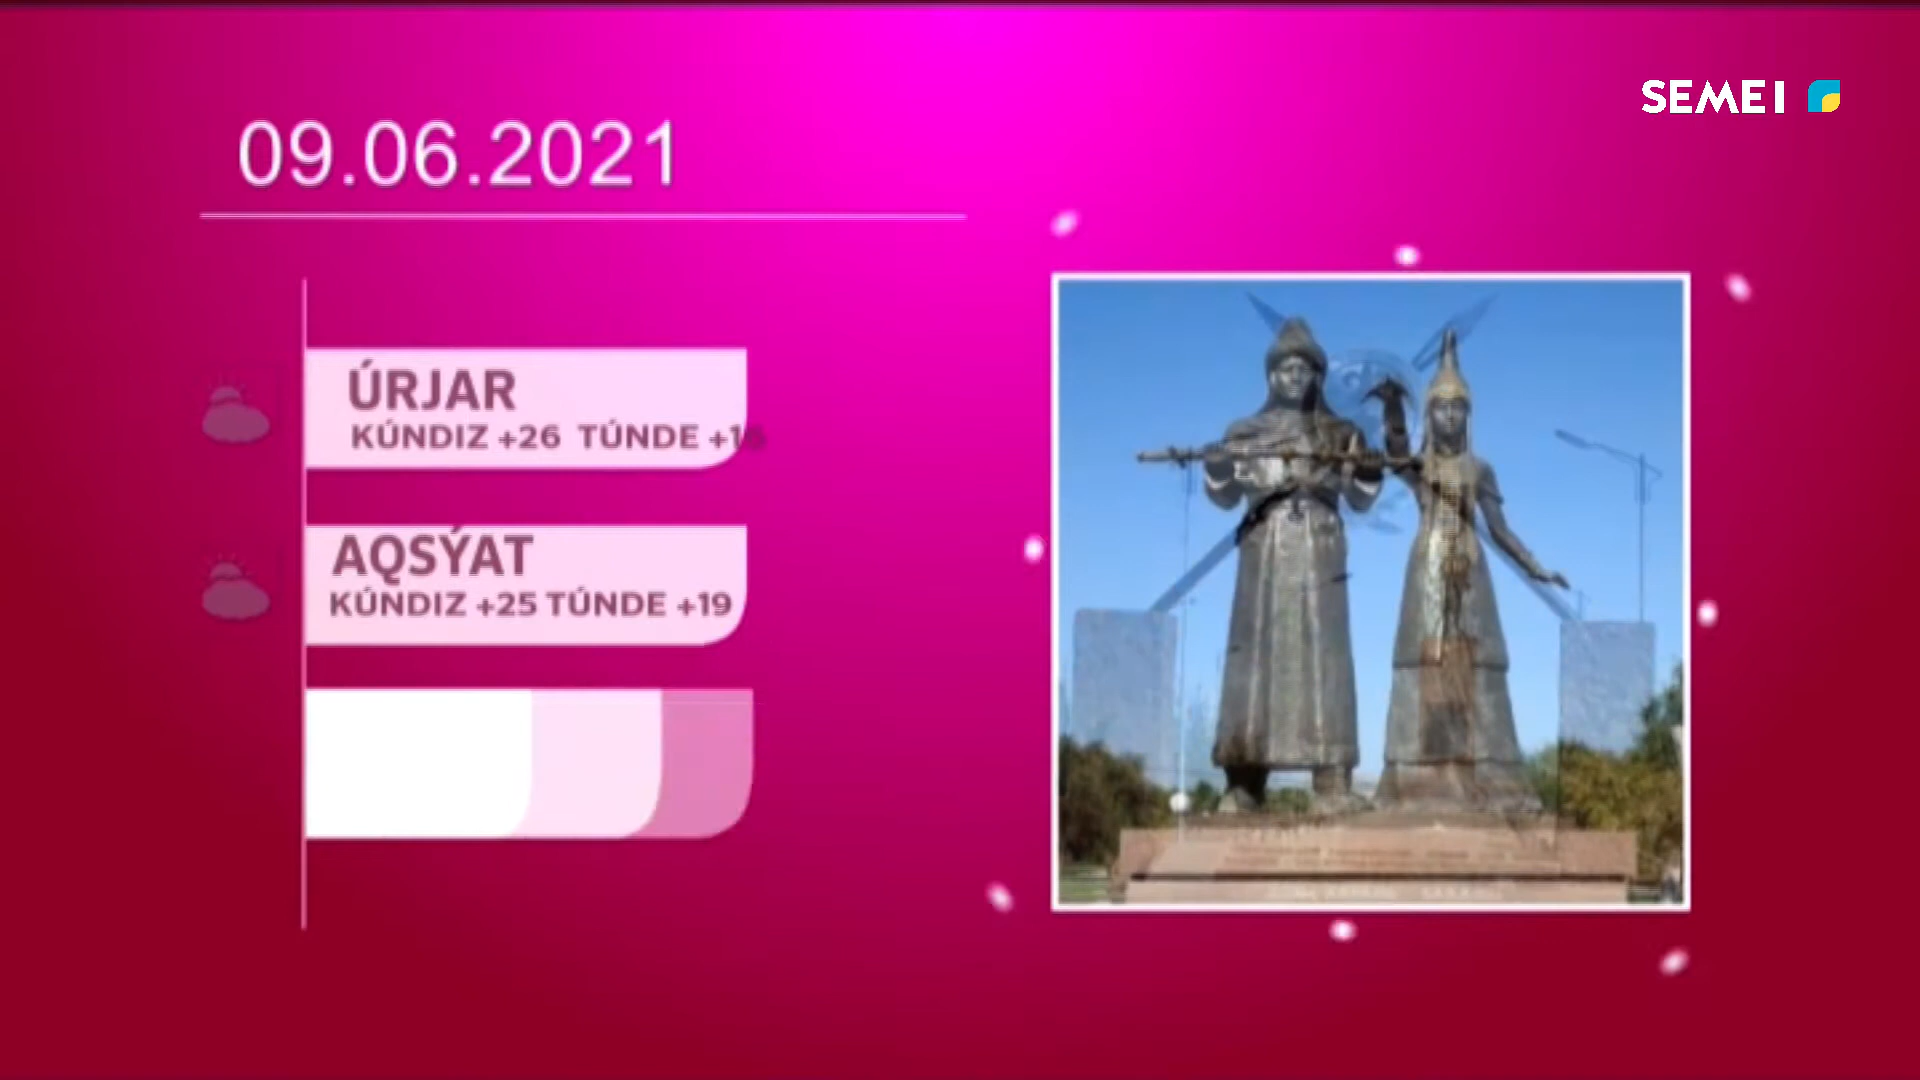 SEMEI
09.06.2021
ÚRJAR
KÚNDIZ +26 TÚNDE
AQSÝAT
KÚNDIZ +25 TÚNDE +19